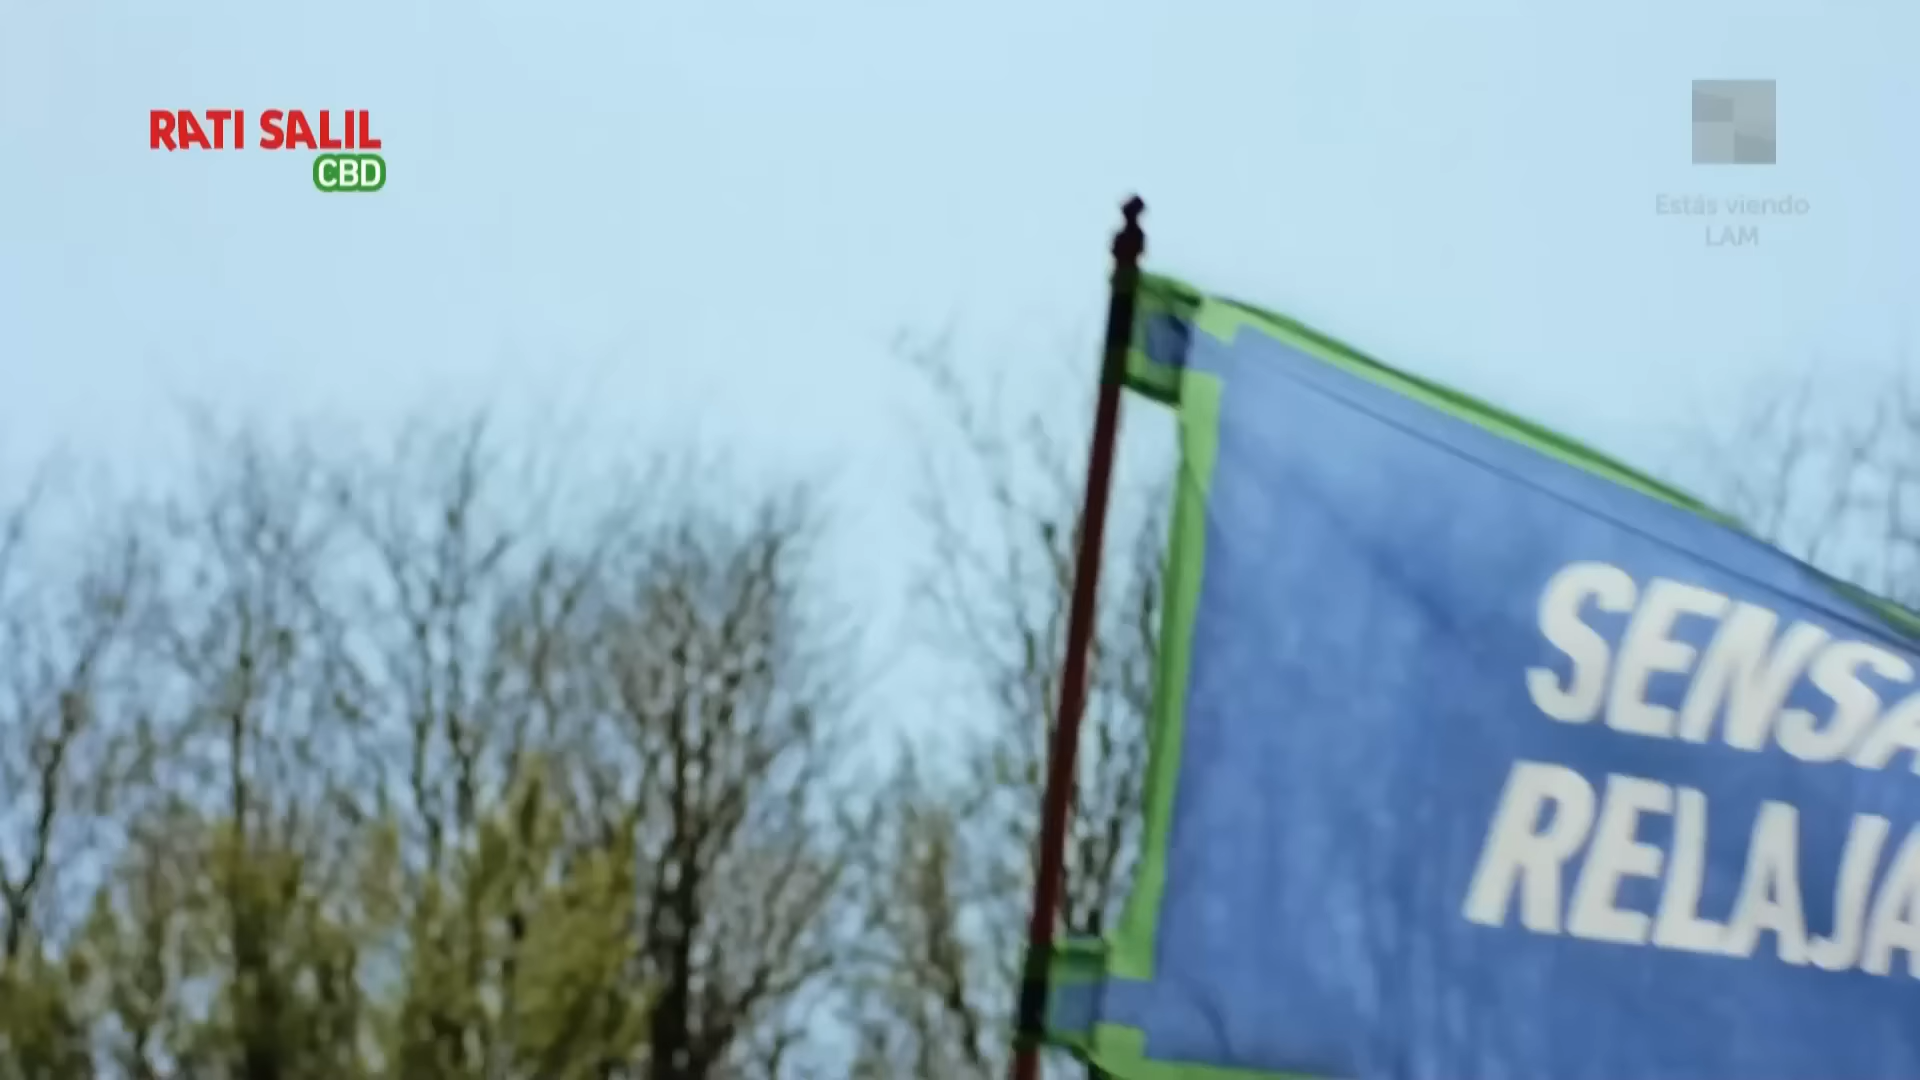 RATI SALIL
CBD
Estás viendo
LAM
SENSA
RELAJA